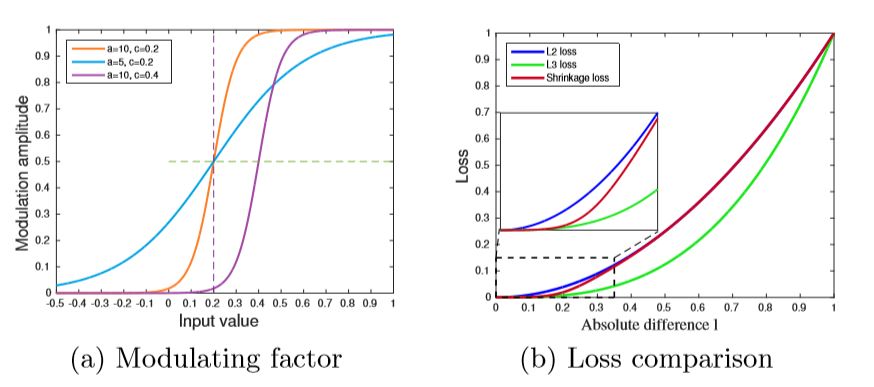 a=10, c=0.2
a=5, c=0.2
a=10, c=0.4
Modulation amplitude
1
0.9
0.8
0.7
0.6
0.5
0.4
0.3
0.2
0.1
0
-0.5 -0.4 -0.3 -0.2 -0.1 0 0.1 0.2 0.3 0.4 0.5 0.6 0.7 0.8 0.9 1
Input value
(a) Modulating factor
L2 loss
L3 loss
Shrinkage loss
Loss
1
0.9
0.8
0.7
0.6
0.5
0.4
0.3
0.2
0.1
0
0 0.1 0.2 0.3 0.4 0.5 0.6 0.7 0.8 0.9 1
Absolute difference l
(b) Loss comparison